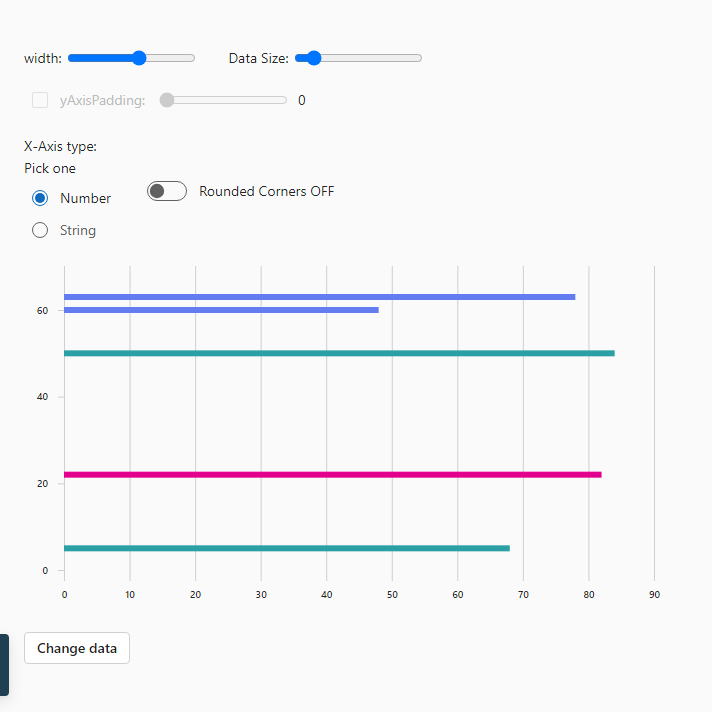 width: Data Size:
yAxisPadding: 0
X-Axis type:
Pick one
Number
Rounded Corners OFF
String
60
40
20
0
0 10 20 30 40 50 60 70 80 90
Change data